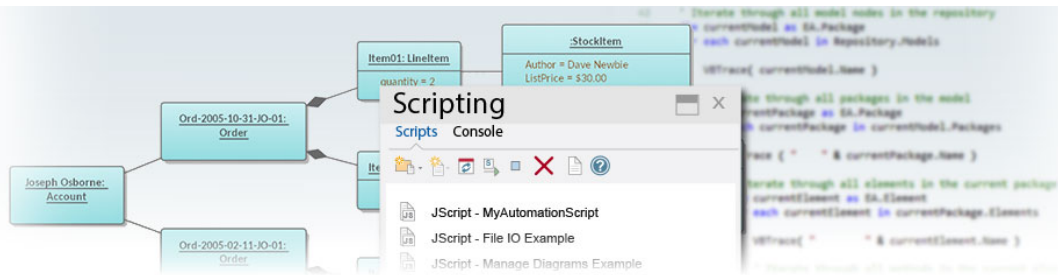 Joseph Osborne:
Account
Ord-2005-10-31-JO-01:
Order
Ord-2005-02-11-JO-01:
Order
Item01: LineItem
quantity = 2
:StockItem
Author = Dave Newbie
ListPrice = $30.00
Ite
Scripting
Scripts Console
JScript - MyAutomationScript
JScript - File IO Example
JScript - Manage Diagrams Example
' Iterate through all model nodes in the repository
currentModel as EA.Package
each currentModel in Repository.Models
VBTrace( currentModel.Name )
through all packages in the model
as EA.Package
currentPackage in currentModel.Packages
( " " & currentPackage.Name )
through all elements in the current package
currentElement as EA.Element
each currentElement in currentPackage.Elements
VBTrace( " " & currentElement.Name )